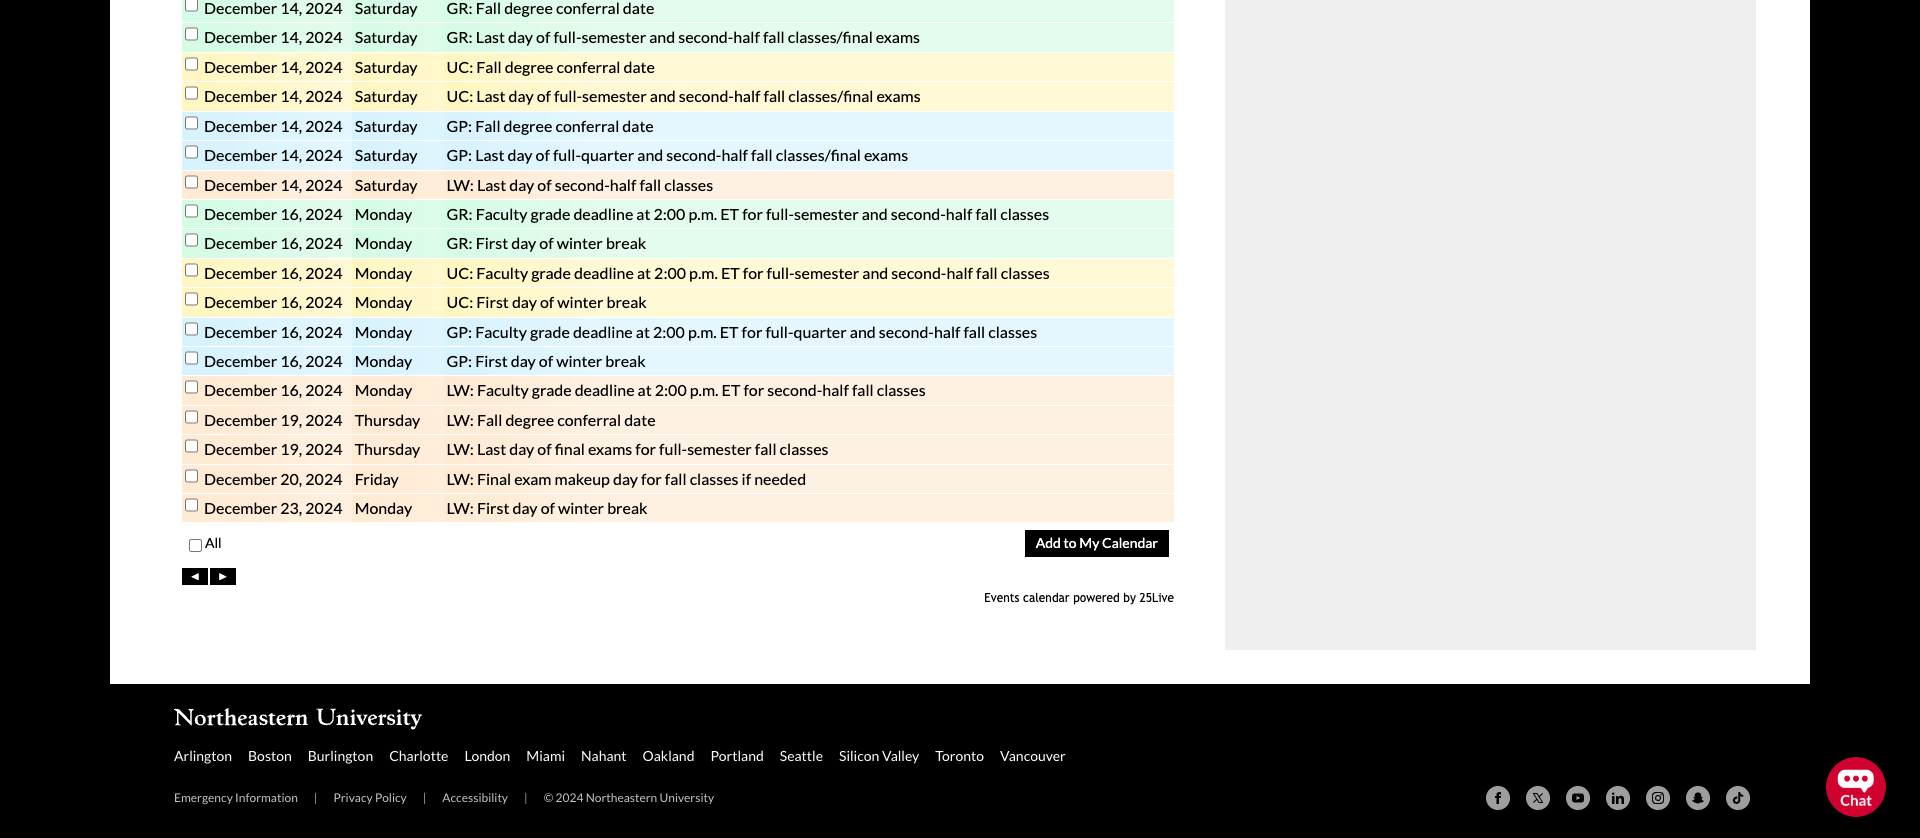 December 14, 2024 Saturday GR: Fall degree conferral date
December 14, 2024 Saturday GR: Last day of full-semester and second-half fall classes/final exams
December 14, 2024 Saturday UC: Fall degree conferral date
December 14, 2024 Saturday UC: Last day of full-semester and second-half fall classes/final exams
December 14, 2024 Saturday GP: Fall degree conferral date
December 14, 2024 Saturday GP: Last day of full-quarter and second-half fall classes/final exams
December 14, 2024 Saturday LW: Last day of second-half fall classes
December 16, 2024 Monday GR: Faculty grade deadline at 2:00 p.m. ET for full-semester and second-half fall classes
December 16, 2024 Monday GR: First day of winter break
December 16, 2024 Monday UC: Faculty grade deadline at 2:00 p.m. ET for full-semester and second-half fall classes
December 16, 2024 Monday UC: First day of winter break
December 16, 2024 Monday GP: Faculty grade deadline at 2:00 p.m. ET for full-quarter and second-half fall classes
December 16, 2024 Monday GP: First day of winter break
December 16, 2024 Monday LW: Faculty grade deadline at 2:00 p.m. ET for second-half fall classes
December 19, 2024 Thursday LW: Fall degree conferral date
December 19, 2024 Thursday LW: Last day of final exams for full-semester fall classes
December 20, 2024 Friday LW: Final exam makeup day for fall classes if needed
December 23, 2024 Monday LW: First day of winter break
All Add to My Calendar
Events calendar powered by 25Live
Northeastern University
Arlington Boston Burlington Charlotte London Miami Nahant Oakland Portland Seattle Silicon Valley Toronto Vancouver
Emergency Information | Privacy Policy | Accessibility | © 2024 Northeastern University
Chat